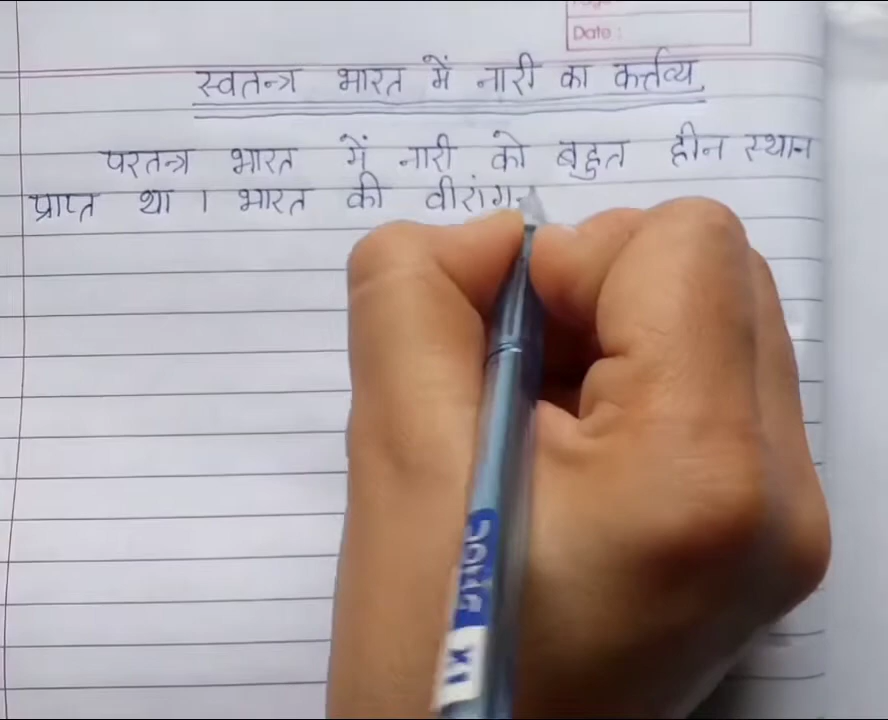 Date :
स्वतन्त्र भारत में नारी का कर्त्तव्य
परतन्त्र भारत में नारी को बहुत हीन स्थान
प्राप्त था । भारत की